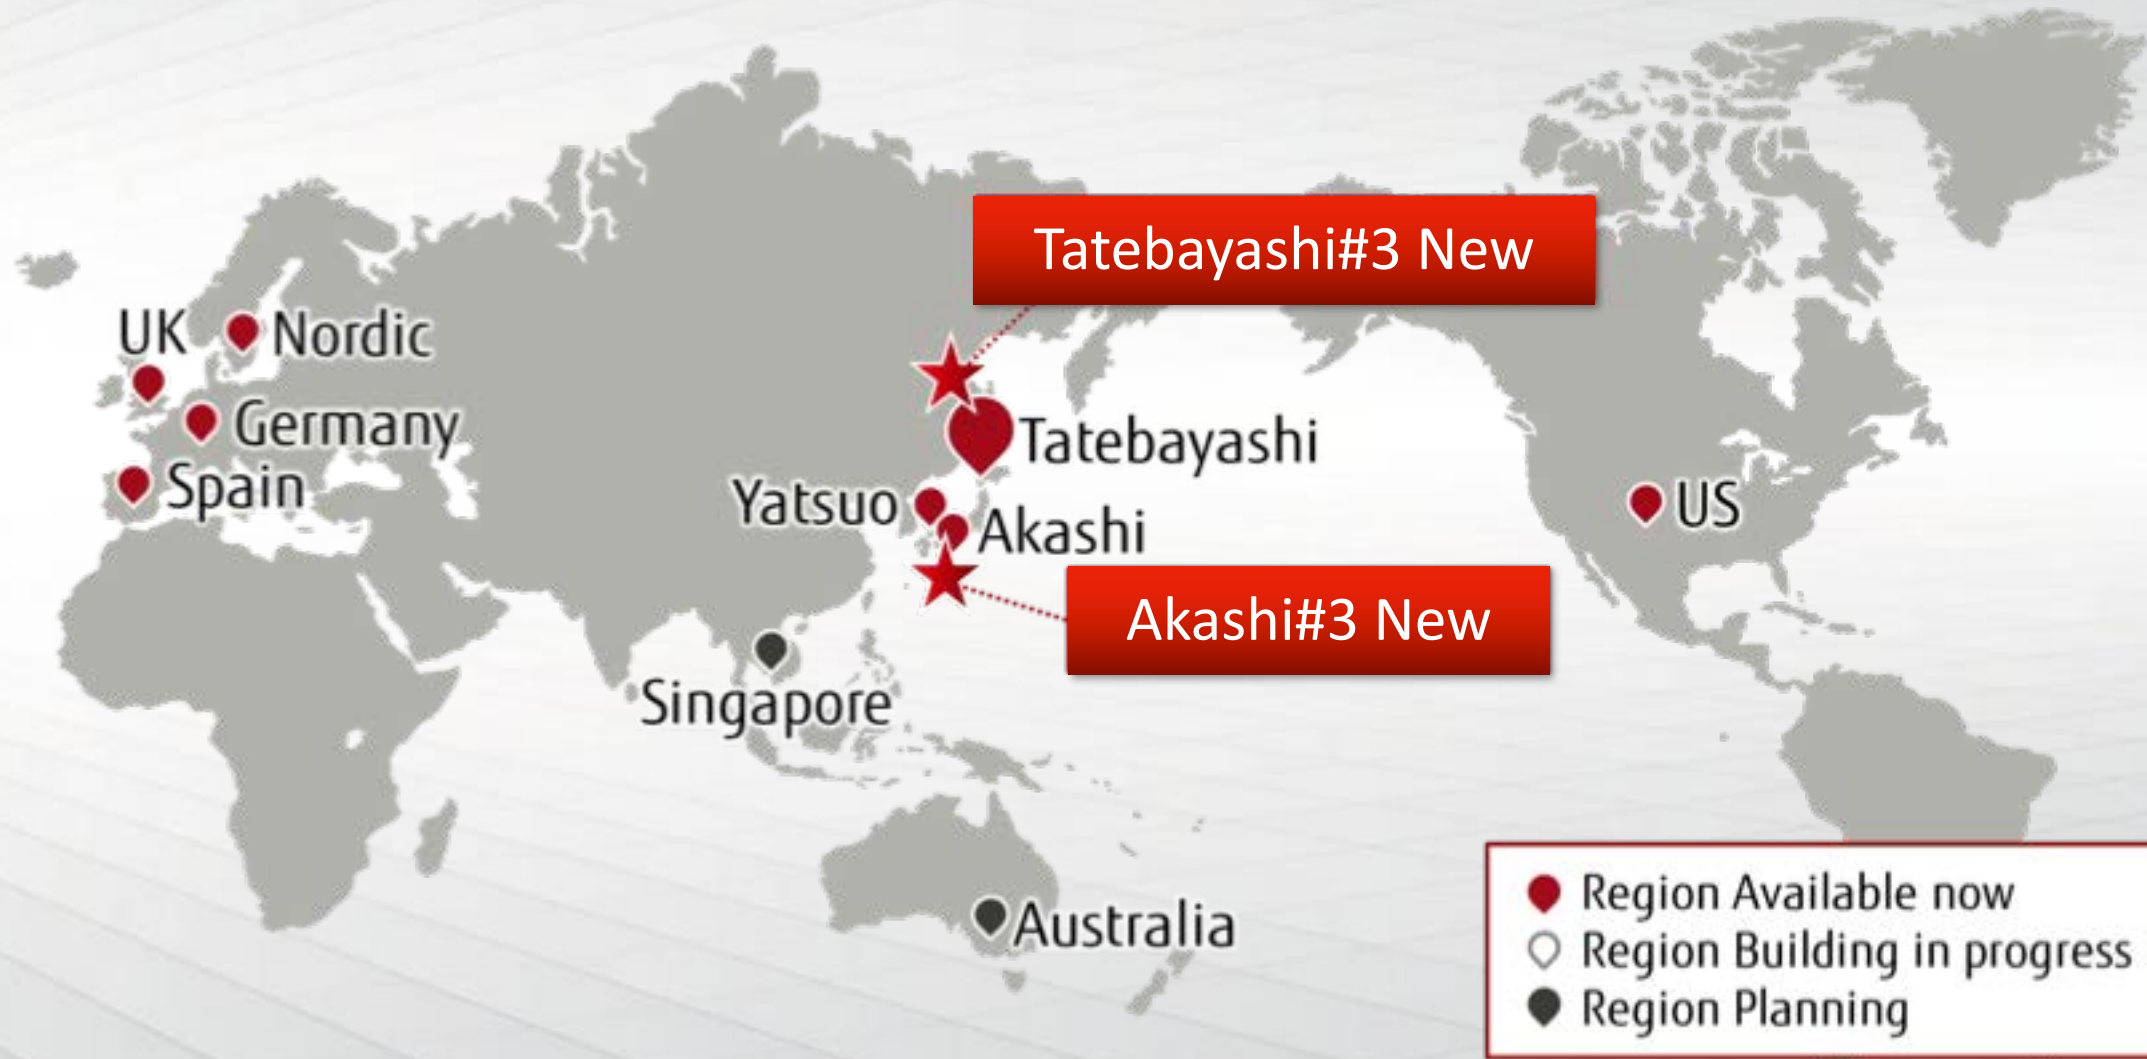 Tatebayashi#3 New
UK
Nordic
Germany
Spain
Tatebayashi
Yatsuo
Akashi
US
Akashi#3 New
Singapore
Australia
Region Available now
Region Building in progress
Region Planning